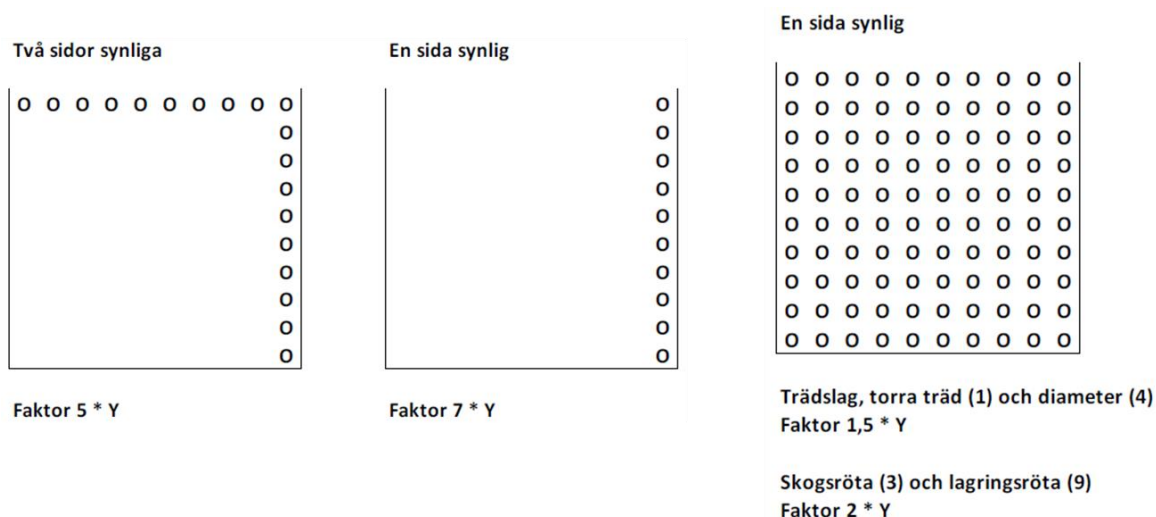 Två sidor synliga
o o o o o o o o o o
o
o
o
o
o
o
o
o
o
Faktor 5 * Y
En sida synlig
o
o
o
o
o
o
o
o
o
o
Faktor 7 * Y
En sida synlig
o o o o o o o o o o
o o o o o o o o o o
o o o o o o o o o o
o o o o o o o o o o
o o o o o o o o o o
o o o o o o o o o o
o o o o o o o o o o
o o o o o o o o o o
o o o o o o o o o o
o o o o o o o o o o
Trädslag, torra träd (1) och diameter (4)
Faktor 1,5 * Y
Skogsröta (3) och lagringsröta (9)
Faktor 2 * Y